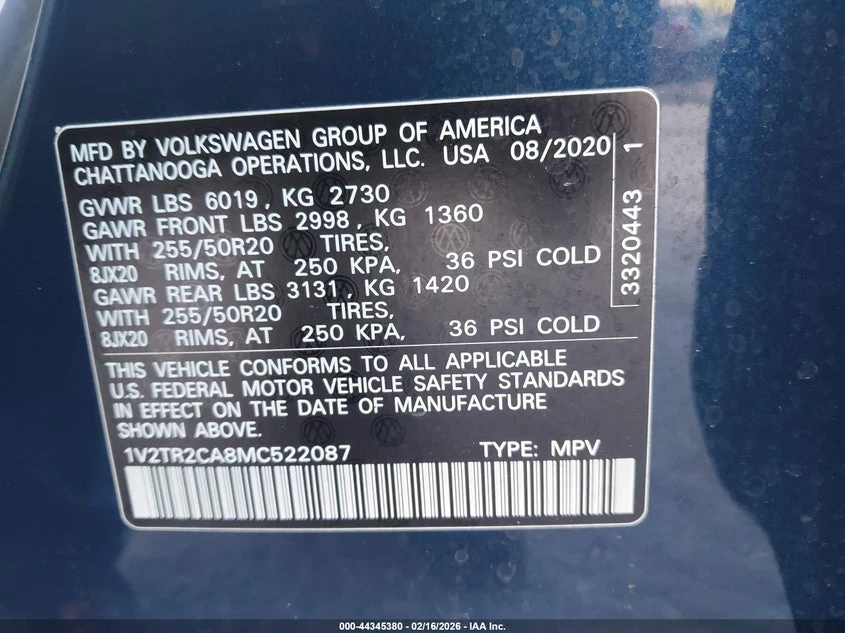 MFD BY VOLKSWAGEN GROUP OF AMERICA
CHATTANOOGA OPERATIONS, LLC. USA 08/2020
GVWR LBS 6019, KG 2730
GAWR FRONT LBS 2998, KG 1360
WITH 255/50R20 TIRES,
8JX20 RIMS, AT 250 KPA, 36 PSI COLD
GAWR REAR LBS 3131, KG 1420
WITH 255/50R20 TIRES,
8JX20 RIMS, AT 250 KPA, 36 PSI COLD
THIS VEHICLE CONFORMS TO ALL APPLICABLE
U.S. FEDERAL MOTOR VEHICLE SAFETY STANDARDS
IN EFFECT ON THE DATE OF MANUFACTURE
SHOWN ABOVE.
1V2TR2CA8MC522087 TYPE: MPV
3320443 1
000-44345380 - 02/16/2026 - IAA Inc.